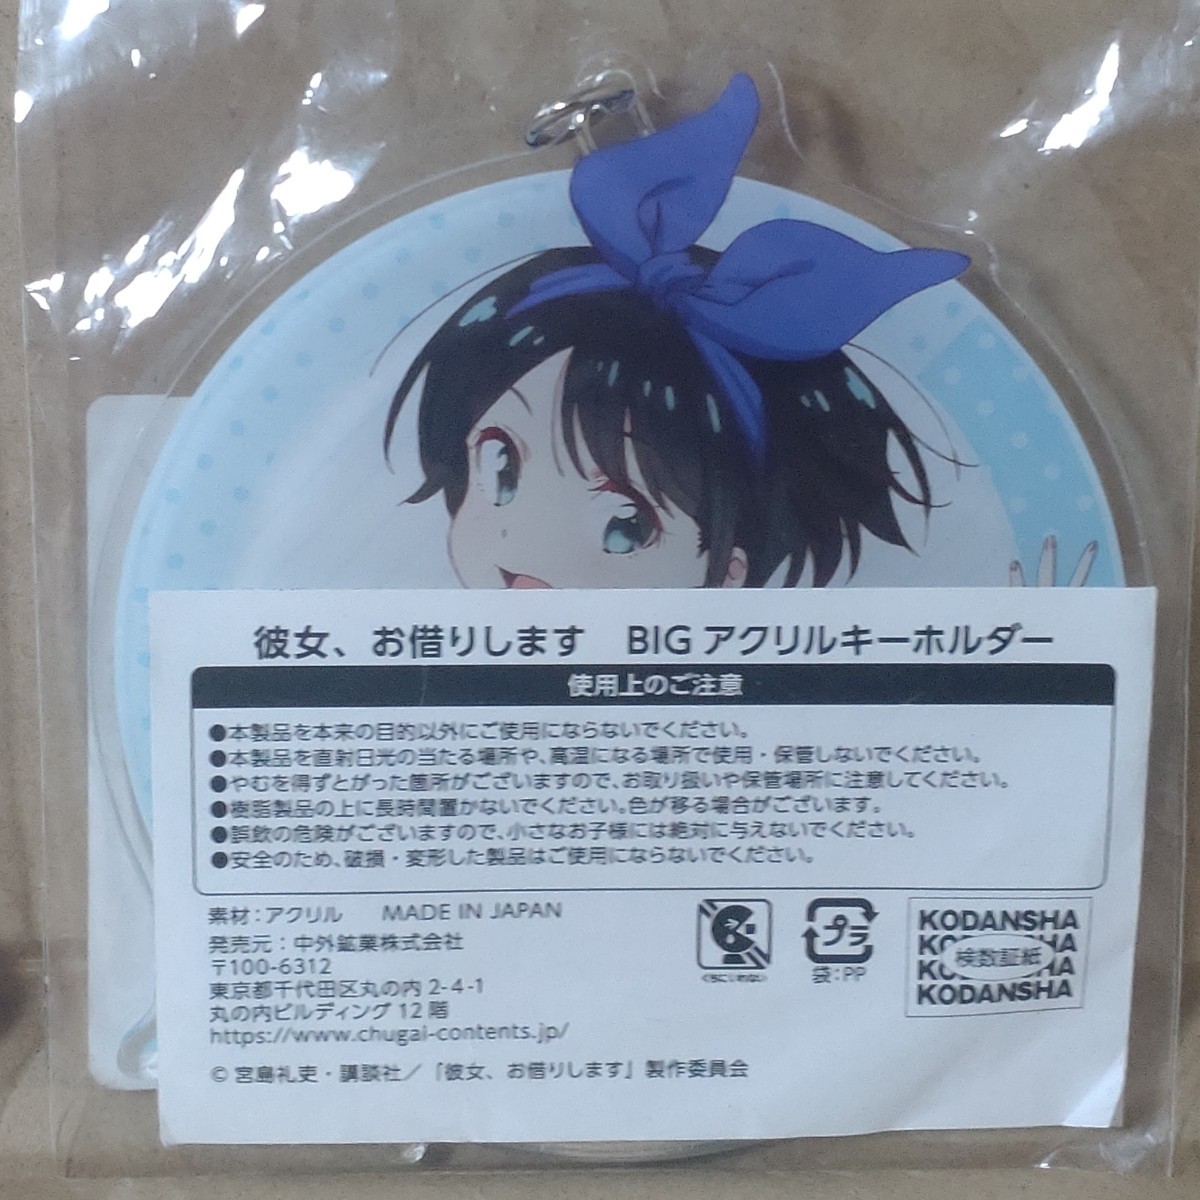 彼女、お借りします　BIG アクリルキーホルダー
使用上のご注意
●本製品を本来の目的以外にご使用にならないでください。
●本製品を直射日光の当たる場所や、高温になる場所で使用・保管しないでください。
●やむを得ずとがった箇所がございますので、お取り扱いや保管場所に注意してください。
●樹脂製品の上に長時間置かないでください。色が移る場合がございます。
●誤飲の危険がございますので、小さなお子様には絶対に与えないでください。
●安全のため、破損・変形した製品はご使用にならないでください。
素材：アクリル　MADE IN JAPAN
発売元：中外鉱業株式会社
〒100-6312
東京都千代田区丸の内 2-4-1
丸の内ビルディング 12 階
https://www.chugai-contents.jp/
© 宮島礼吏・講談社／「彼女、お借りします」製作委員会
くちにいれない
プラ
袋：PP
KODANSHA
検数証紙
KODANSHA